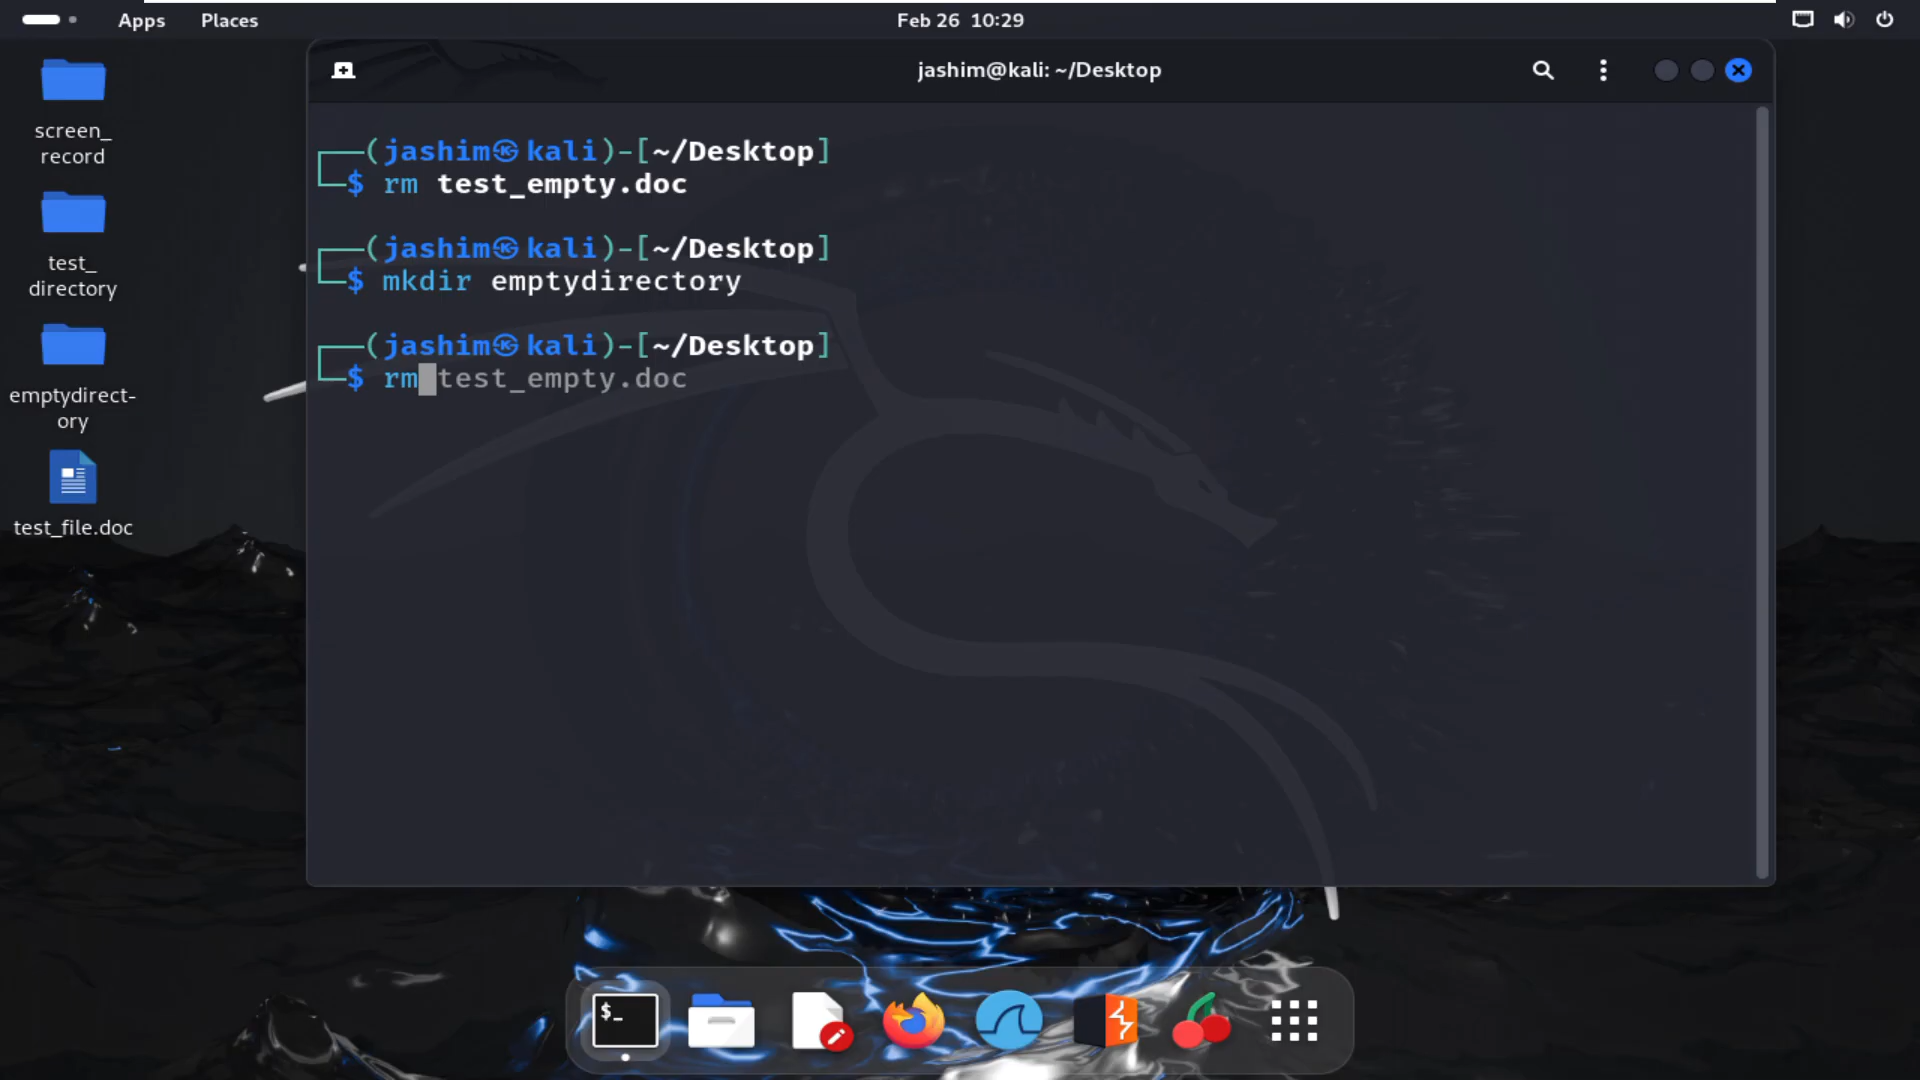 Apps Places Feb 26 10:29
screen_
record
test_
directory
emptydirect-
ory
test_file.doc
jashim@kali: ~/Desktop
┌──(jashim㉿kali)-[~/Desktop]
└─$ rm test_empty.doc
┌──(jashim㉿kali)-[~/Desktop]
└─$ mkdir emptydirectory
┌──(jashim㉿kali)-[~/Desktop]
└─$ rm test_empty.doc
$_